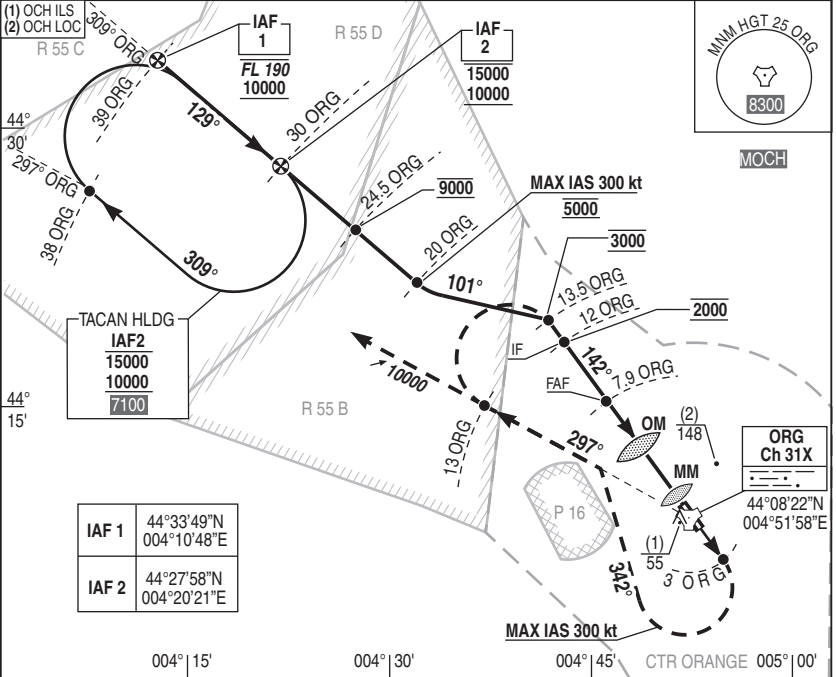 (1) OCH ILS
(2) OCH LOC
309° ORG
R 55 C
IAF
1
FL 190
10000
R 55 D
IAF
2
15000
10000
MNM HGT 25 ORG
8300
MOCH
39 ORG
129°
30 ORG
44°
30'
297° ORG
38 ORG
309°
24.5 ORG
9000
MAX IAS 300 kt
5000
20 ORG
3000
101°
13.5 ORG
12 ORG
2000
IF
142°
TACAN HLDG
IAF2
15000
10000
7100
10000
FAF
7.9 ORG
44°
15'
R 55 B
13 ORG
297°
OM
(2)
148
MM
ORG
Ch 31X
44°08'22"N
004°51'58"E
P 16
(1)
55
3 ORG
342°
IAF 1
44°33'49"N
004°10'48"E
IAF 2
44°27'58"N
004°20'21"E
MAX IAS 300 kt
004° 15'
004° 30'
004° 45'
CTR ORANGE
005° 00'